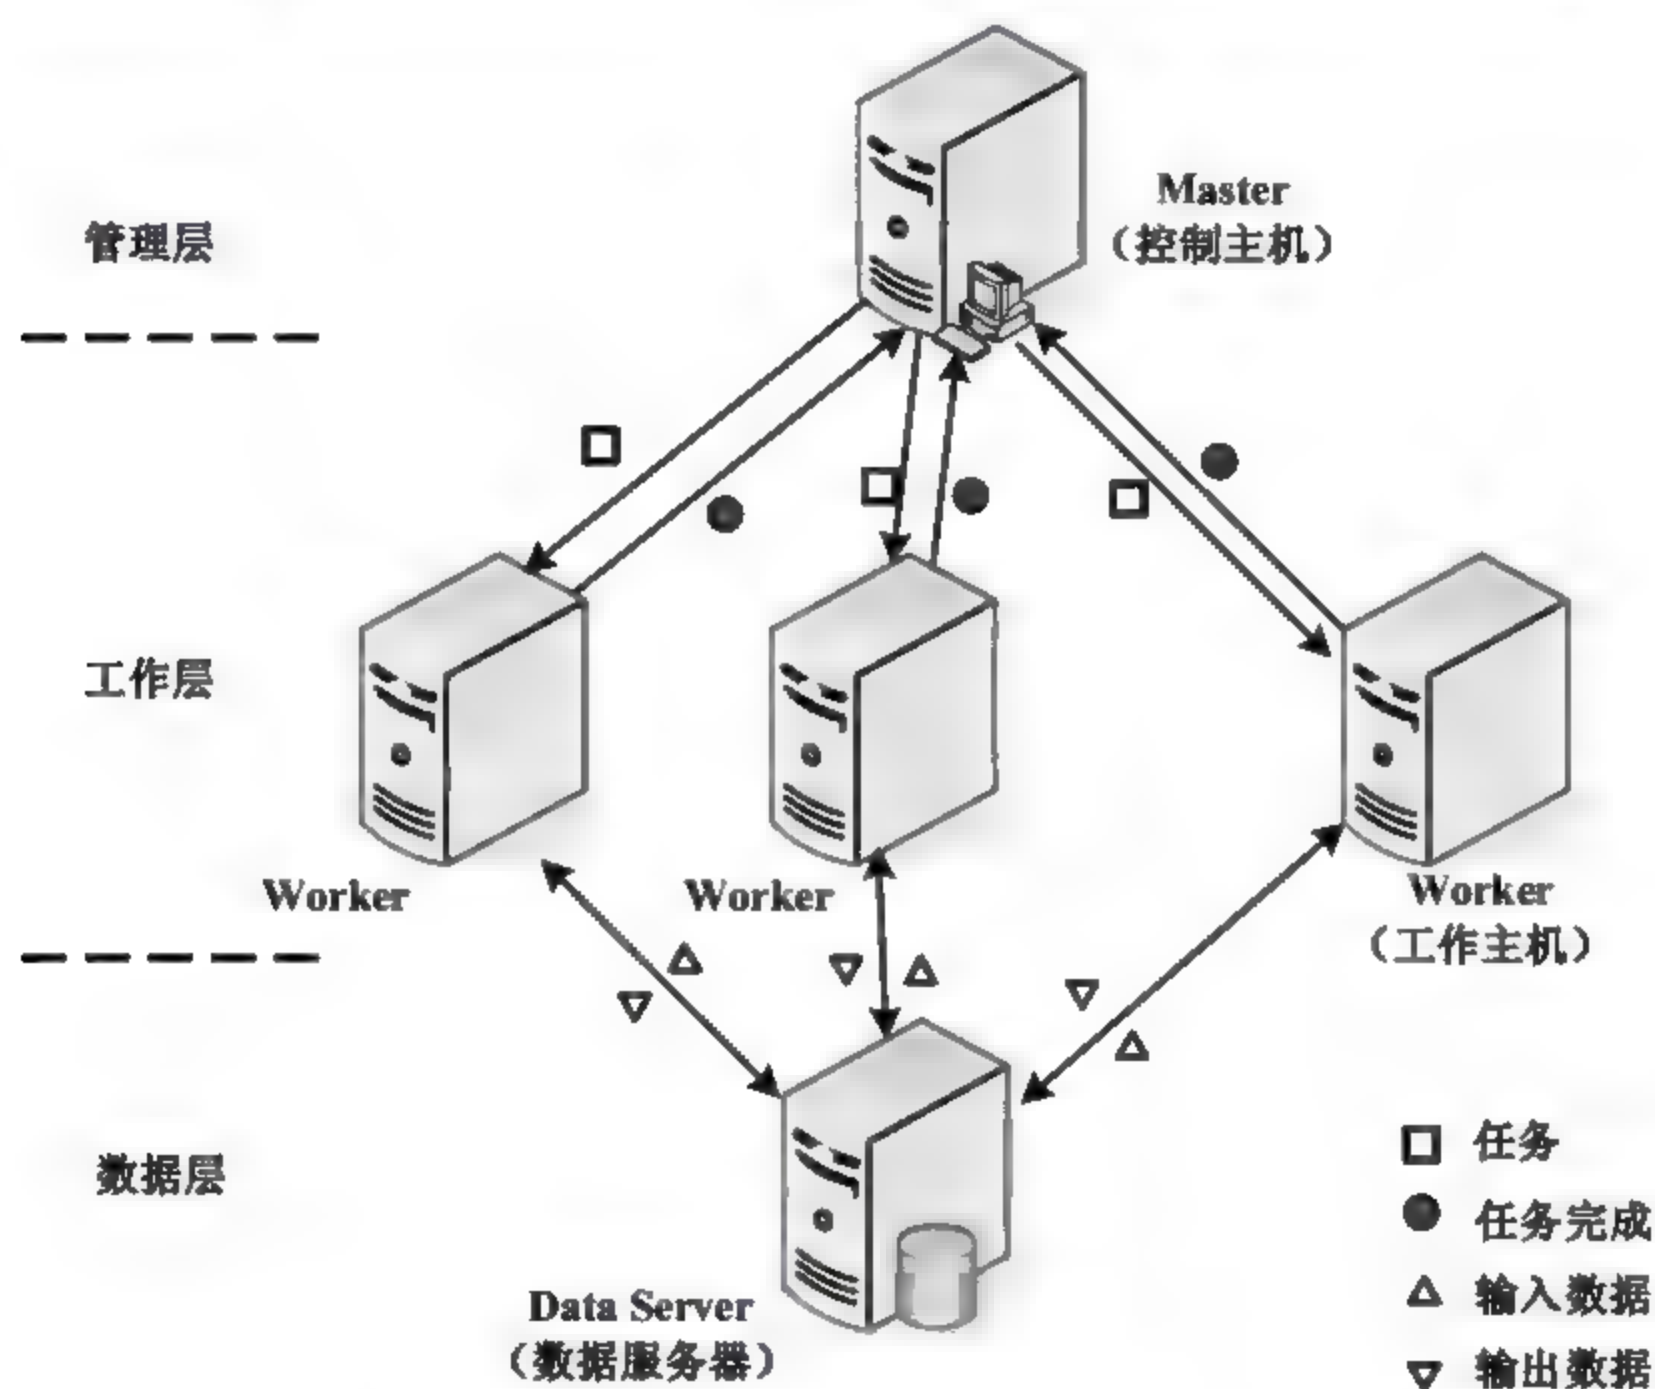 Master
（控制主机）
管理层
工作层
Worker
Worker
Worker
（工作主机）
数据层
Data Server
（数据服务器）
任务
任务完成
输入数据
输出数据